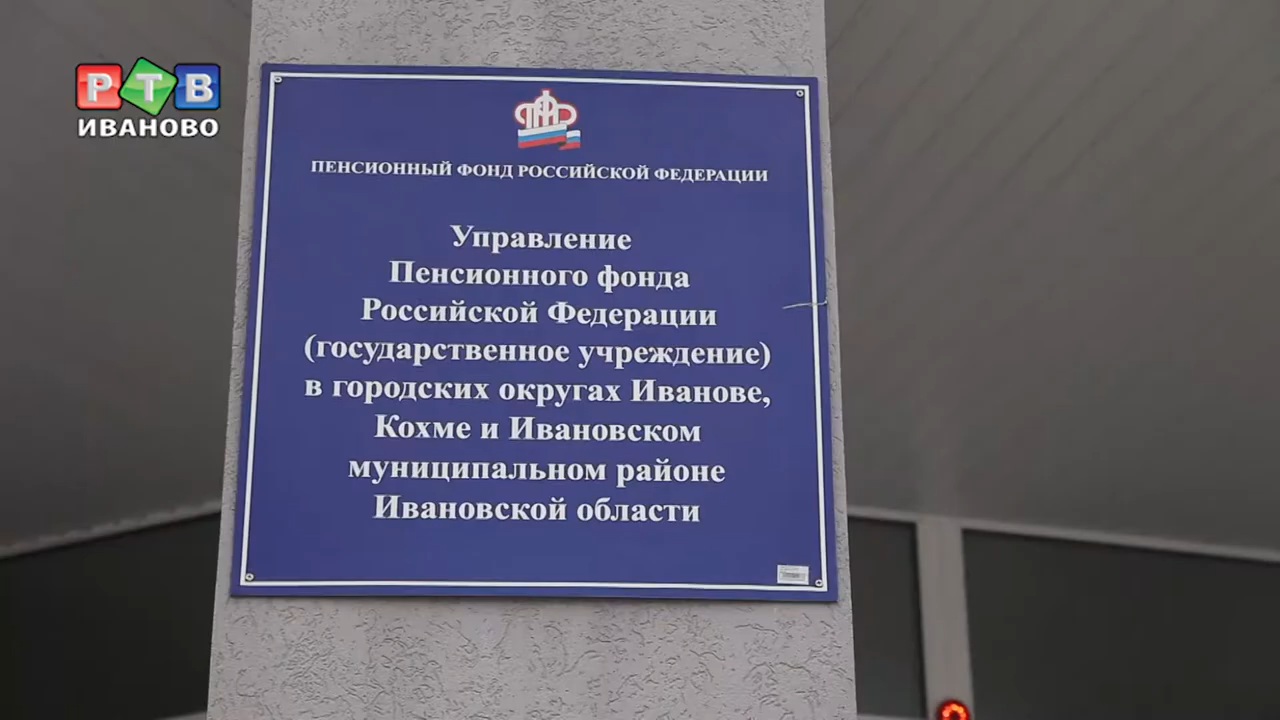 РТВ
ИВАНОВО
ПЕНСИОННЫЙ ФОНД РОССИЙСКОЙ ФЕДЕРАЦИИ
Управление
Пенсионного фонда
Российской Федерации
(государственное учреждение)
в городских округах Иванове,
Кохме и Ивановском
муниципальном районе
Ивановской области